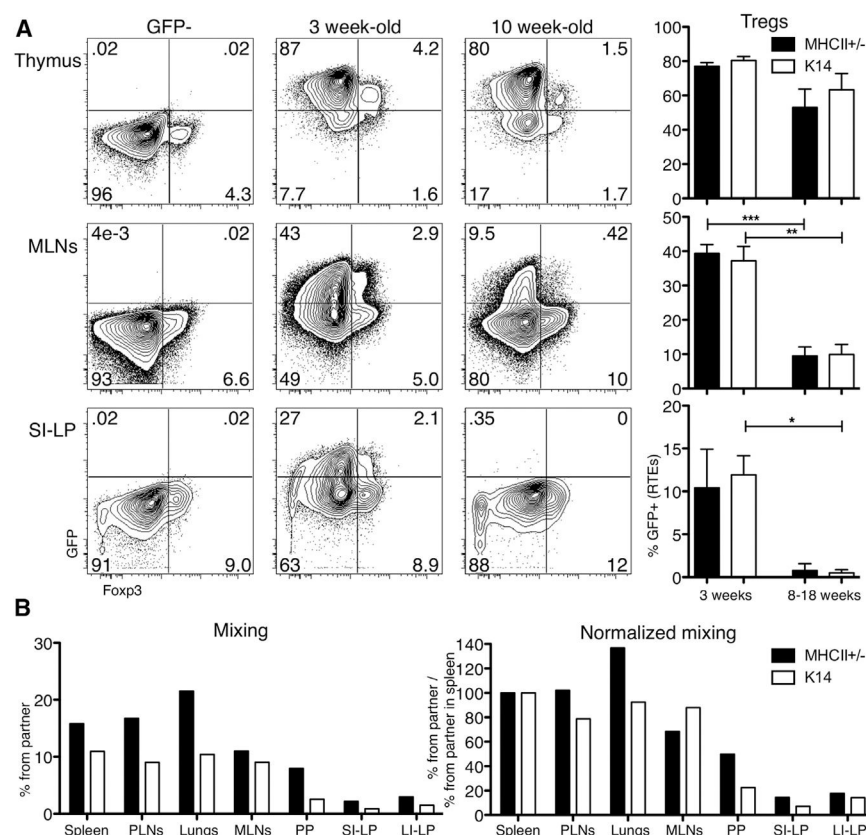 A
GFP-
3 week-old
10 week-old
Tregs
Thymus
.02
.02
96
4.3
87
4.2
7.7
1.6
80
1.5
17
1.7
100
80
60
40
20
0
MHCII+/-
K14
MLNs
4e-3
.02
93
6.6
43
2.9
49
5.0
9.5
.42
80
10
50
40
30
20
10
0
***
**
SI-LP
.02
.02
91
9.0
27
2.1
63
8.9
.35
0
88
12
GFP
Foxp3
% GFP+ (RTEs)
20
15
10
5
0
*
3 weeks
8-18 weeks
B
Mixing
% from partner
30
20
10
0
Spleen
PLNs
Lungs
MLNs
PP
SI-LP
LI-LP
Normalized mixing
% from partner /
% from partner in spleen
140
120
100
80
60
40
20
0
MHCII+/-
K14
Spleen
PLNs
Lungs
MLNs
PP
SI-LP
LI-LP